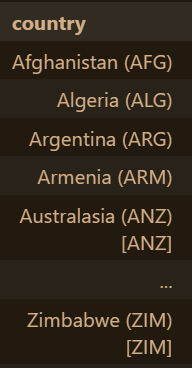 country
Afghanistan (AFG)
Algeria (ALG)
Argentina (ARG)
Armenia (ARM)
Australasia (ANZ)
[ANZ]
...
Zimbabwe (ZIM)
[ZIM]